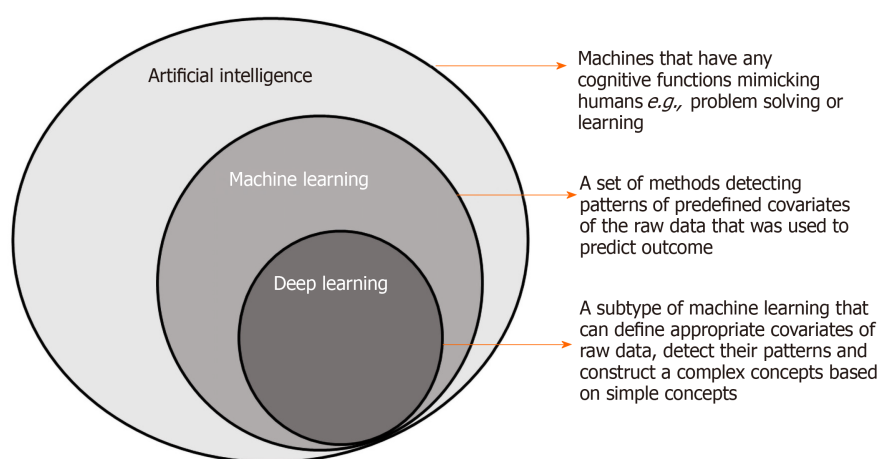 Artificial intelligence
Machines that have any
cognitive functions mimicking
humans e.g., problem solving or
learning
Machine learning
A set of methods detecting
patterns of predefined covariates
of the raw data that was used to
predict outcome
Deep learning
A subtype of machine learning that
can define appropriate covariates of
raw data, detect their patterns and
construct a complex concepts based
on simple concepts